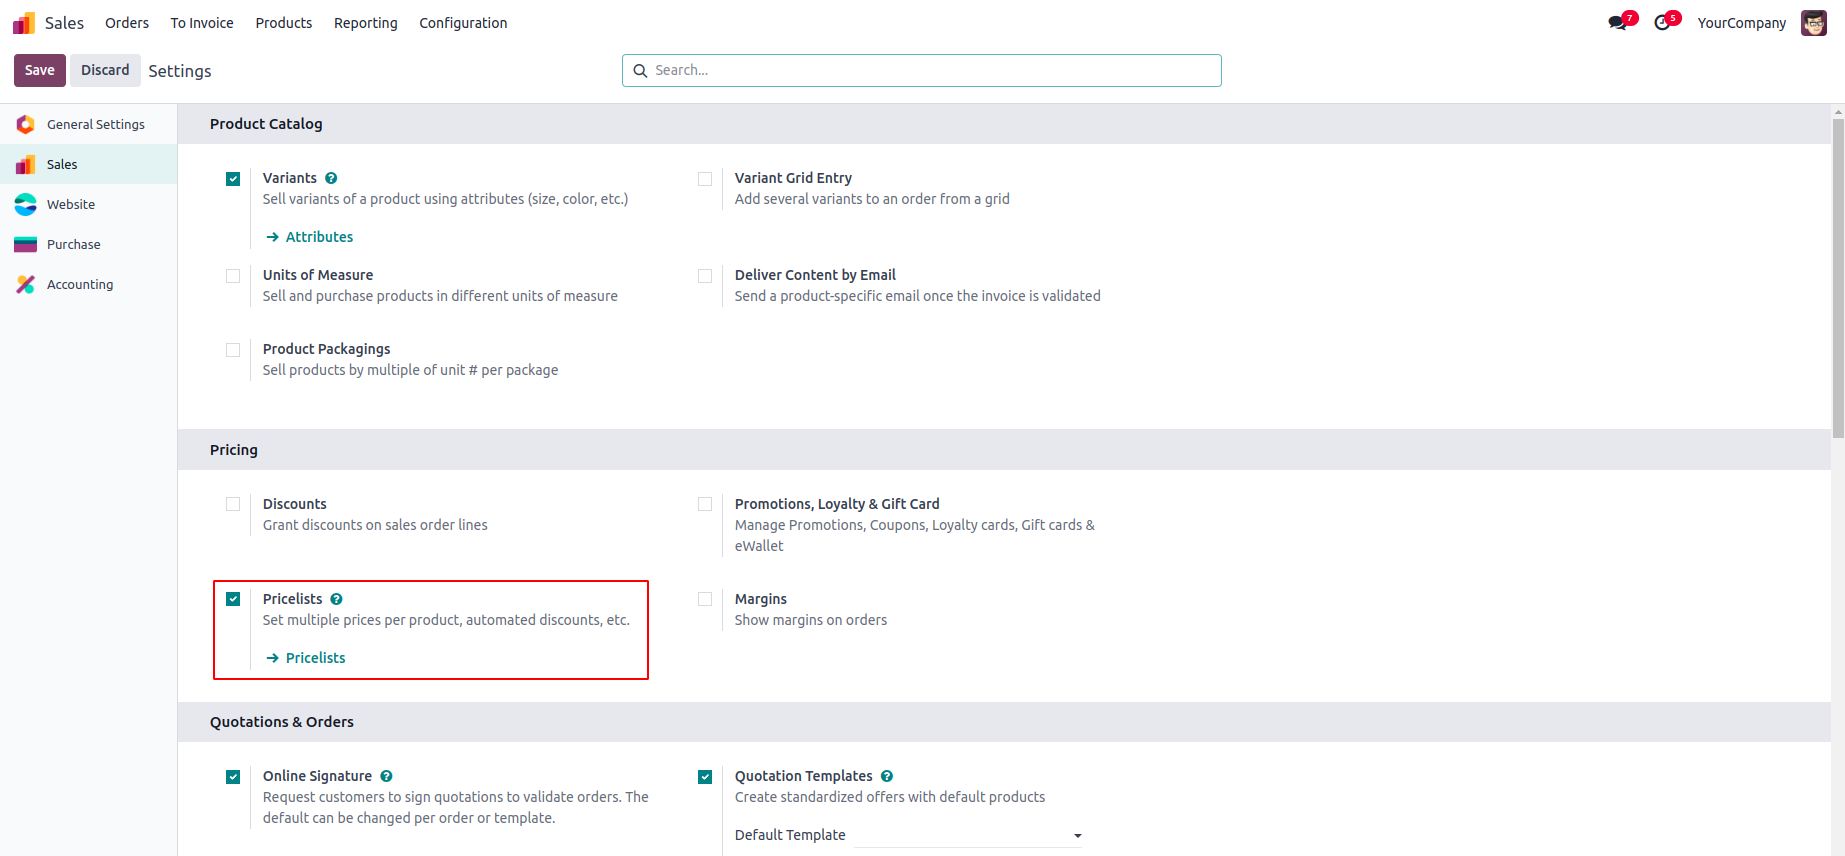 Sales Orders To Invoice Products Reporting Configuration 7 5 YourCompany
Save Discard Settings Search...
General Settings
Sales
Website
Purchase
Accounting
Product Catalog
Variants ? Variant Grid Entry
Sell variants of a product using attributes (size, color, etc.) Add several variants to an order from a grid
→ Attributes
Units of Measure Deliver Content by Email
Sell and purchase products in different units of measure Send a product-specific email once the invoice is validated
Product Packagings
Sell products by multiple of unit # per package
Pricing
Discounts Promotions, Loyalty & Gift Card
Grant discounts on sales order lines Manage Promotions, Coupons, Loyalty cards, Gift cards &
eWallet
Pricelists ? Margins
Set multiple prices per product, automated discounts, etc. Show margins on orders
→ Pricelists
Quotations & Orders
Online Signature ? Quotation Templates ?
Request customers to sign quotations to validate orders. The Create standardized offers with default products
default can be changed per order or template.
Default Template